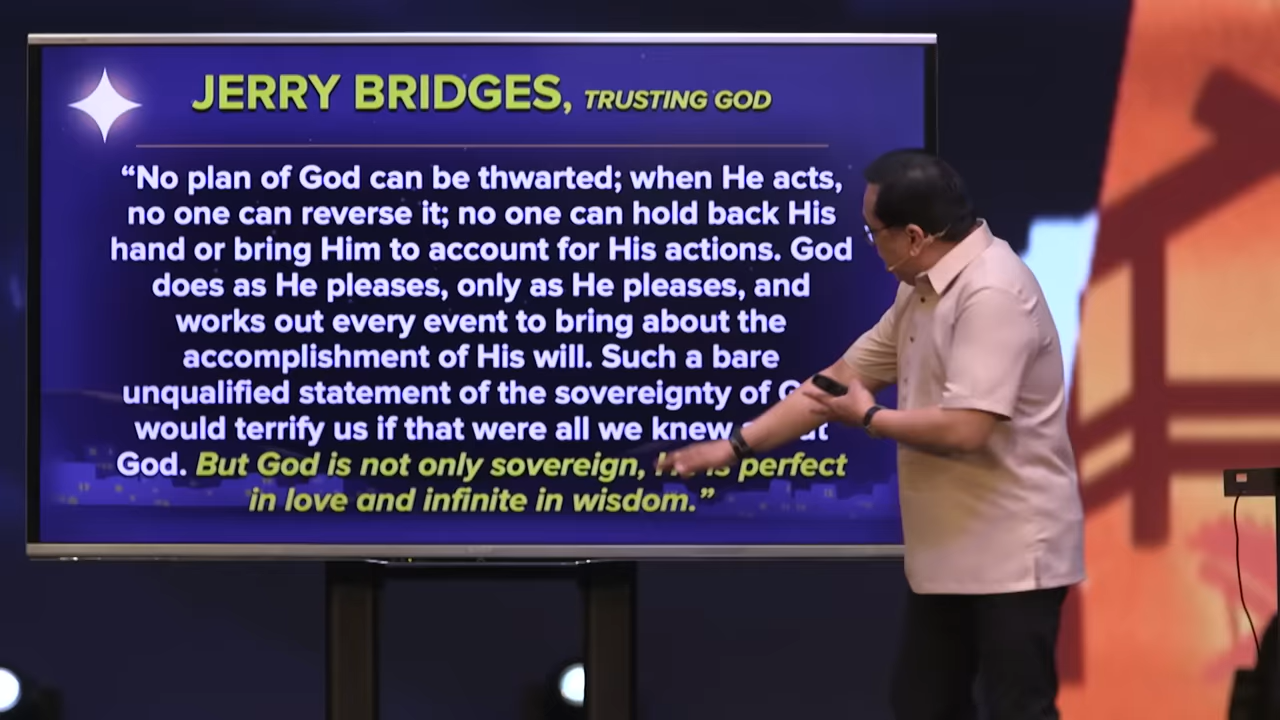 JERRY BRIDGES, TRUSTING GOD
“No plan of God can be thwarted; when He acts,
no one can reverse it; no one can hold back His
hand or bring Him to account for His actions. God
does as He pleases, only as He pleases, and
works out every event to bring about the
accomplishment of His will. Such a bare
unqualified statement of the sovereignty of
would terrify us if that were all we knew
God. But God is not only sovereign, is perfect
in love and infinite in wisdom.”